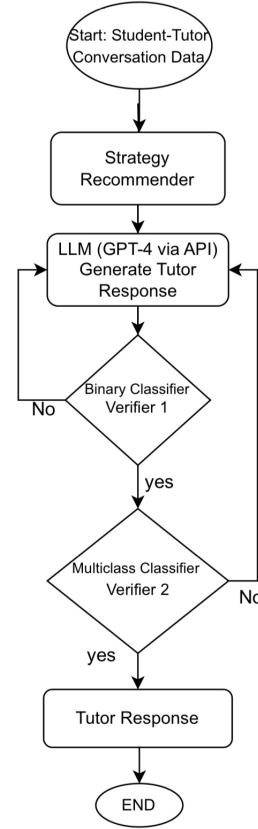 Start: Student-Tutor
Conversation Data
Strategy
Recommender
LLM (GPT-4 via API)
Generate Tutor
Response
Binary Classifier
Verifier 1
No
yes
Multiclass Classifier
Verifier 2
No
yes
Tutor Response
END